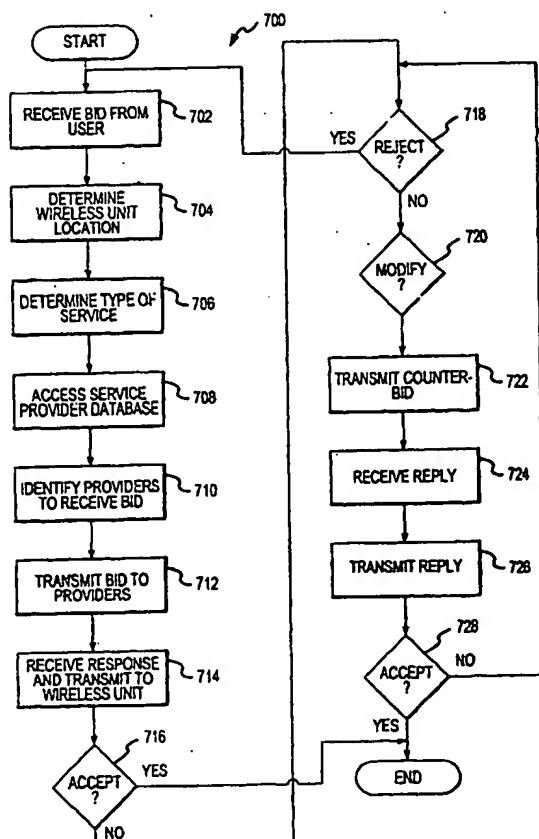 700
START
RECEIVE BID FROM
USER
702
DETERMINE
WIRELESS UNIT
LOCATION
704
DETERMINE TYPE OF
SERVICE
706
ACCESS SERVICE
PROVIDER DATABASE
708
IDENTIFY PROVIDERS
TO RECEIVE BID
710
TRANSMIT BID TO
PROVIDERS
712
RECEIVE RESPONSE
AND TRANSMIT TO
WIRELESS UNIT
714
716
ACCEPT
?
YES
NO
718
YES
REJECT
?
NO
720
MODIFY
?
TRANSMIT COUNTER-
BID
722
RECEIVE REPLY
724
TRANSMIT REPLY
726
728
ACCEPT
?
NO
YES
END